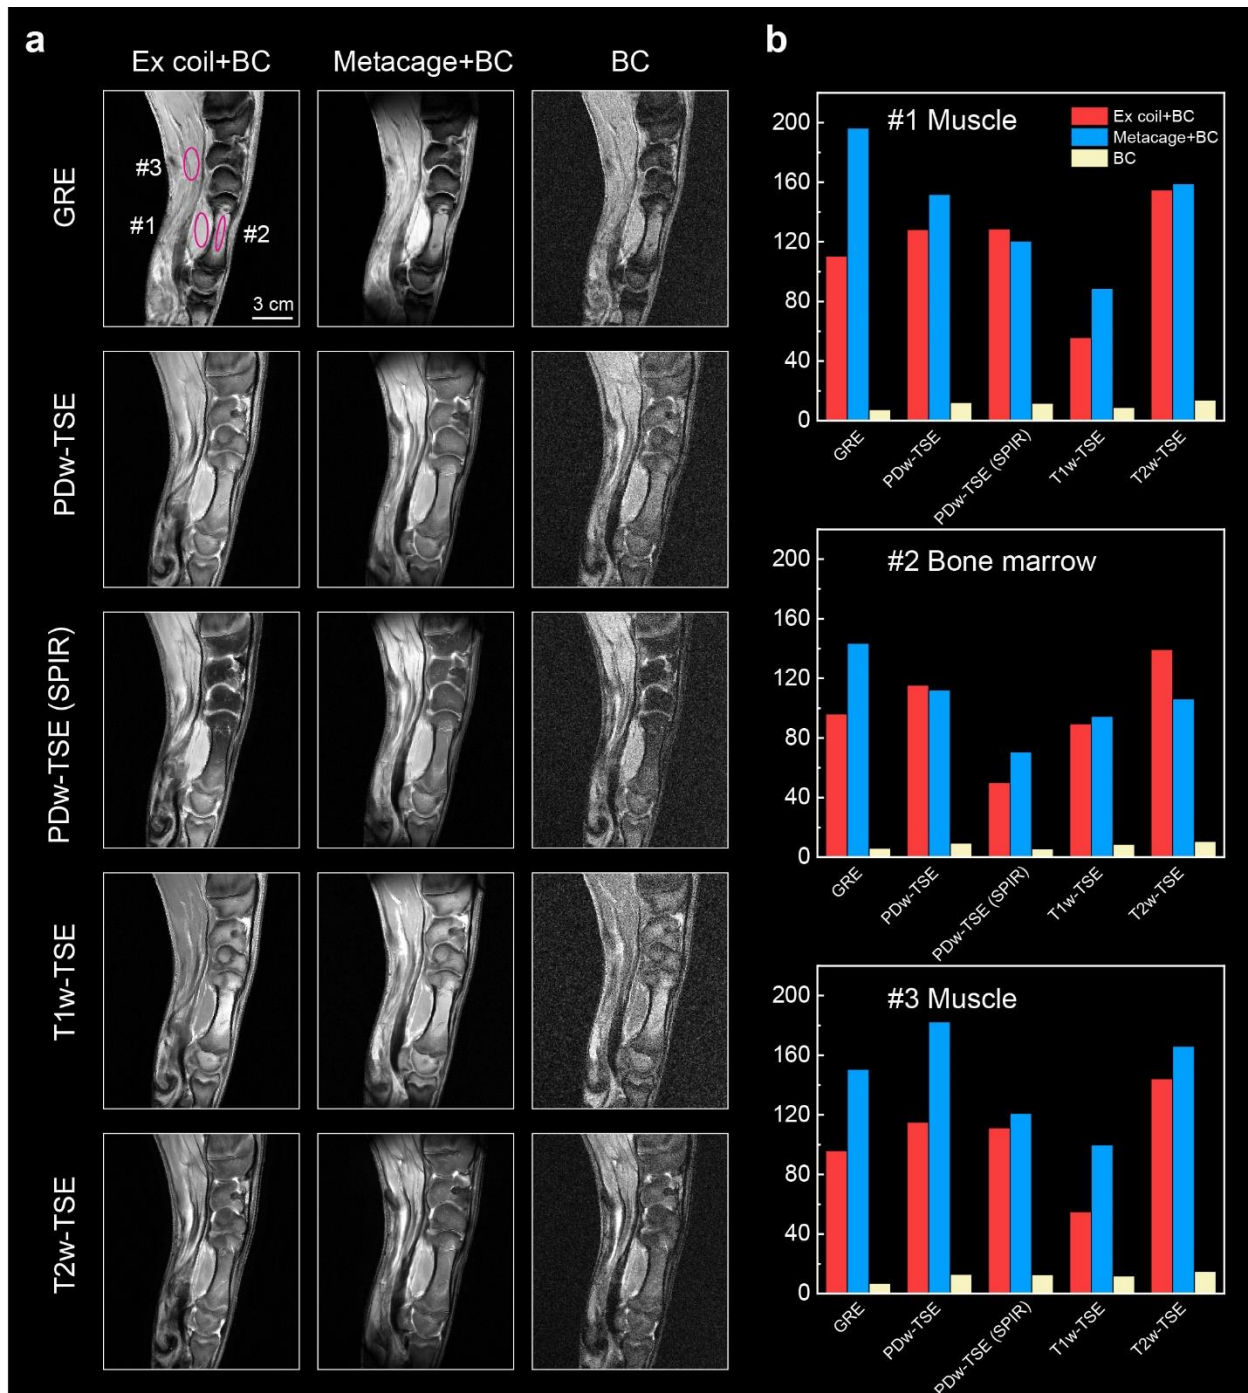 a
Ex coil+BC
Metacage+BC
BC
GRE
#3
#1
#2
3 cm
PDw-TSE
PDw-TSE (SPIR)
T1w-TSE
T2w-TSE
b
#1 Muscle
Ex coil+BC
Metacage+BC
BC
200
160
120
80
40
0
GRE
PDw-TSE
PDw-TSE (SPIR)
T1w-TSE
T2w-TSE
#2 Bone marrow
200
160
120
80
40
0
GRE
PDw-TSE
PDw-TSE (SPIR)
T1w-TSE
T2w-TSE
#3 Muscle
200
160
120
80
40
0
GRE
PDw-TSE
PDw-TSE (SPIR)
T1w-TSE
T2w-TSE